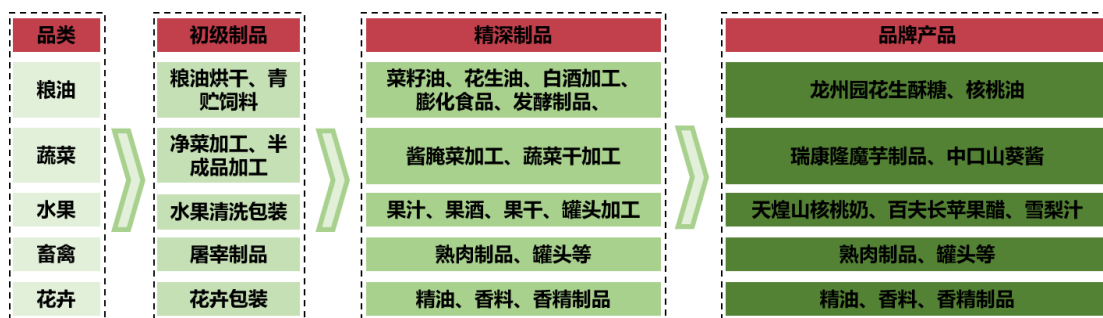 品类
初级制品
精深制品
品牌产品
粮油
粮油烘干、青
贮饲料
菜籽油、花生油、白酒加工、
膨化食品、发酵制品、
龙州园花生酥糖、核桃油
蔬菜
净菜加工、半
成品加工
酱腌菜加工、蔬菜干加工
瑞康隆魔芋制品、中口山葵酱
水果
水果清洗包装
果汁、果酒、果干、罐头加工
天煌山核桃奶、百夫长苹果醋、雪梨汁
畜禽
屠宰制品
熟肉制品、罐头等
熟肉制品、罐头等
花卉
花卉包装
精油、香料、香精制品
精油、香料、香精制品